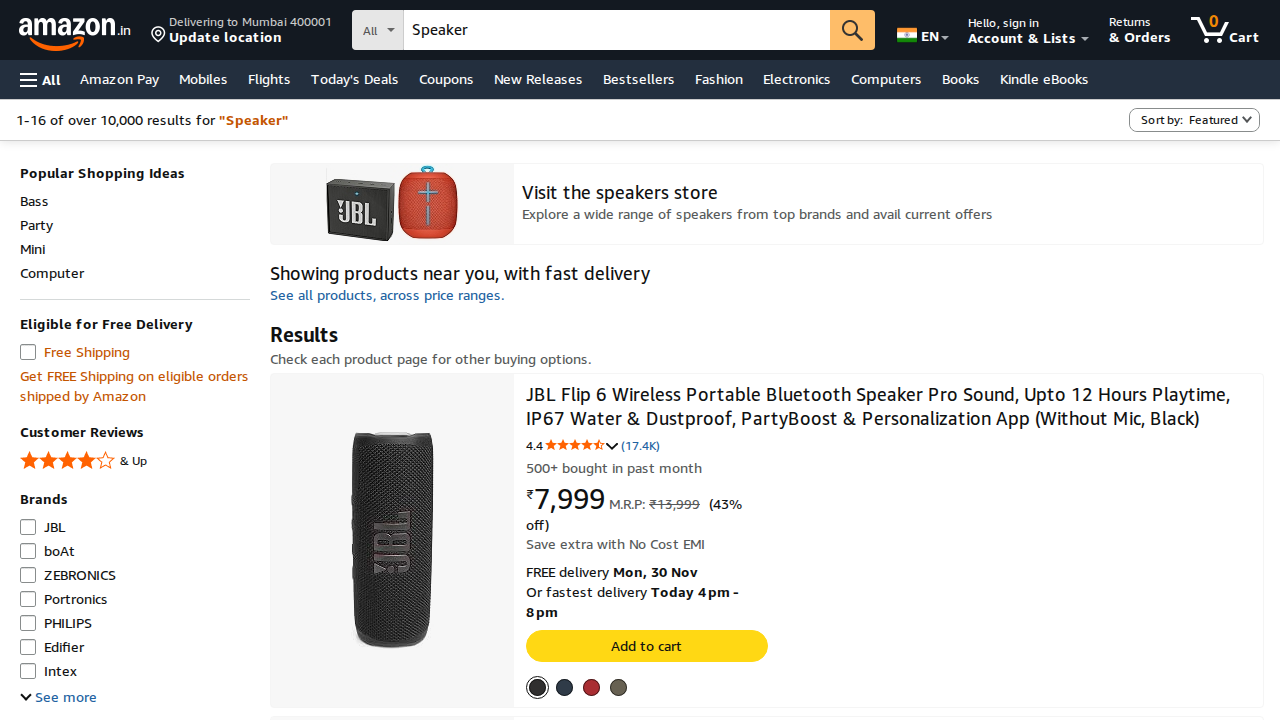 amazon.in
Delivering to Mumbai 400001
Update location
All
Speaker
EN
Hello, sign in
Account & Lists
Returns
& Orders
0
Cart
All
Amazon Pay
Mobiles
Flights
Today's Deals
Coupons
New Releases
Bestsellers
Fashion
Electronics
Computers
Books
Kindle eBooks
1-16 of over 10,000 results for "Speaker"
Sort by: Featured
Popular Shopping Ideas
Bass
Party
Mini
Computer
Eligible for Free Delivery
Free Shipping
Get FREE Shipping on eligible orders
shipped by Amazon
Customer Reviews
& Up
Brands
JBL
boAt
ZEBRONICS
Portronics
PHILIPS
Edifier
Intex
See more
JBL
Visit the speakers store
Explore a wide range of speakers from top brands and avail current offers
Showing products near you, with fast delivery
See all products, across price ranges.
Results
Check each product page for other buying options.
JBL
JBL Flip 6 Wireless Portable Bluetooth Speaker Pro Sound, Upto 12 Hours Playtime,
IP67 Water & Dustproof, PartyBoost & Personalization App (Without Mic, Black)
4.4 (17.4K)
500+ bought in past month
₹7,999 M.R.P: ₹13,999 (43%
off)
Save extra with No Cost EMI
FREE delivery Mon, 30 Nov
Or fastest delivery Today 4 pm -
8 pm
Add to cart